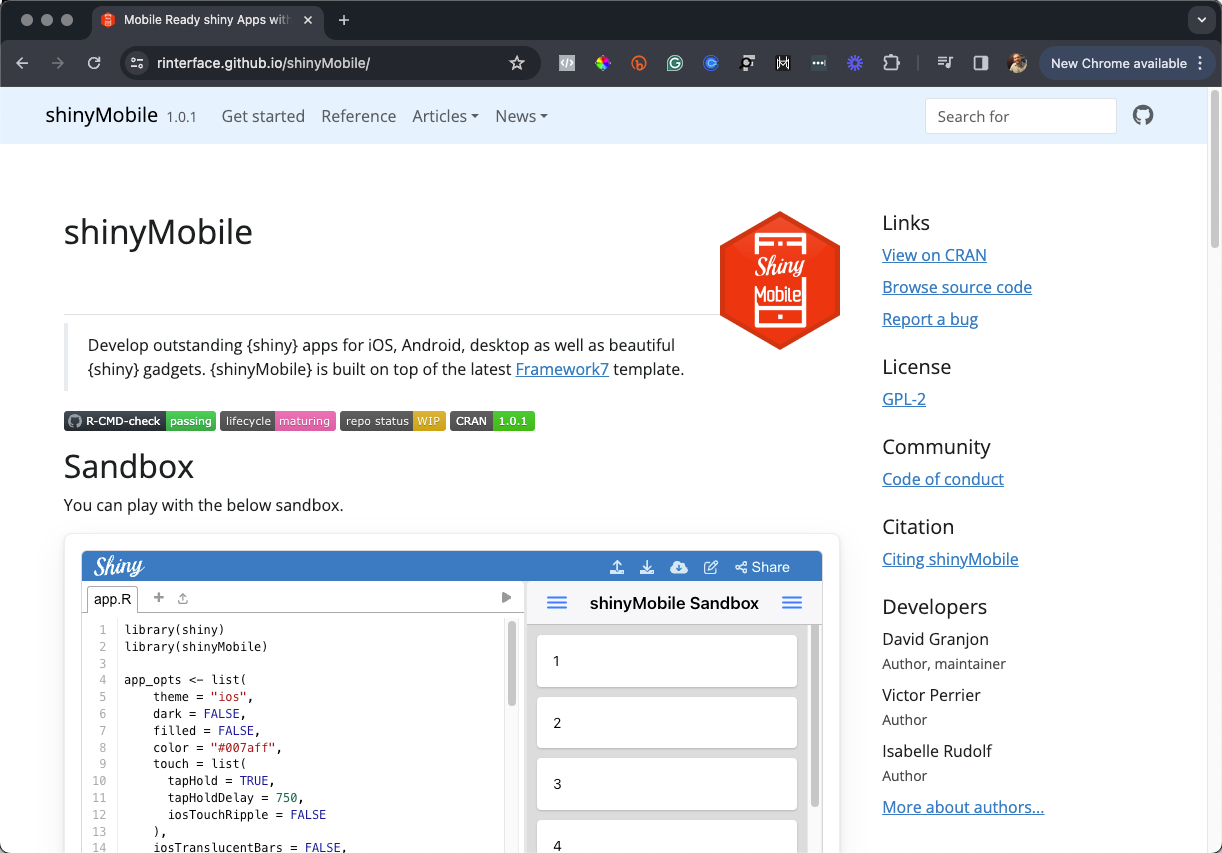 Mobile Ready shiny Apps with
rinterface.github.io/shinyMobile/
New Chrome available
shinyMobile 1.0.1 Get started Reference Articles News
Search for
shinyMobile
Shiny
Mobile
Develop outstanding {shiny} apps for iOS, Android, desktop as well as beautiful
{shiny} gadgets. {shinyMobile} is built on top of the latest Framework7 template.
R-CMD-check passing lifecycle maturing repo status WIP CRAN 1.0.1
Sandbox
You can play with the below sandbox.
Shiny
Share
app.R
1 library(shiny)
2 library(shinyMobile)
3
4 app_opts <- list(
5 theme = "ios",
6 dark = FALSE,
7 filled = FALSE,
8 color = "#007aff",
9 touch = list(
10 tapHold = TRUE,
11 tapHoldDelay = 750,
12 iosTouchRipple = FALSE
13 ),
14 iosTranslucentBars = FALSE,
shinyMobile Sandbox
1
2
3
4
Links
View on CRAN
Browse source code
Report a bug
License
GPL-2
Community
Code of conduct
Citation
Citing shinyMobile
Developers
David Granjon
Author, maintainer
Victor Perrier
Author
Isabelle Rudolf
Author
More about authors...